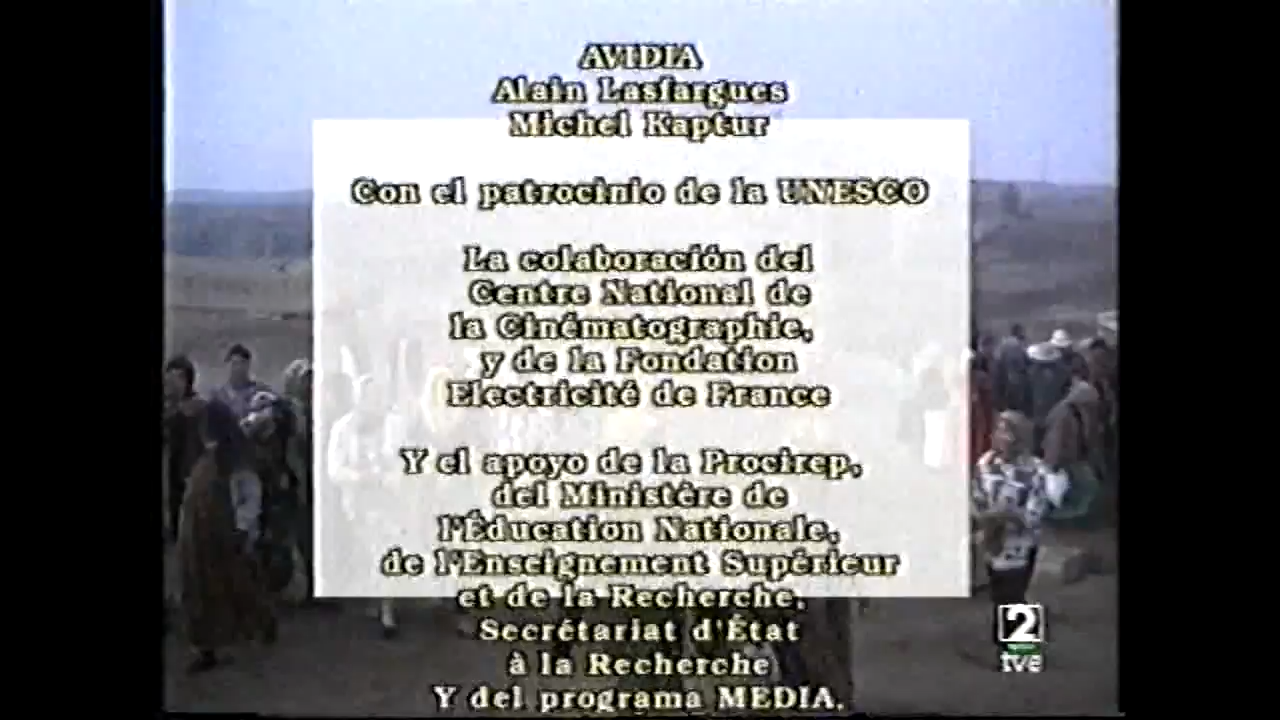 AVIDIA
Alain Lasfargues
Michel Kaptur
Con el patrocinio de la UNESCO
La colaboración del
Centre National de
la Cinématographie,
y de la Fondation
Electricité de France
Y el apoyo de la Procirep,
del Ministère de
l'Éducation Nationale,
de l'Enseignement Supérieur
et de la Recherche,
Secrétariat d'État
à la Recherche
Y del programa MEDIA.
2
tve